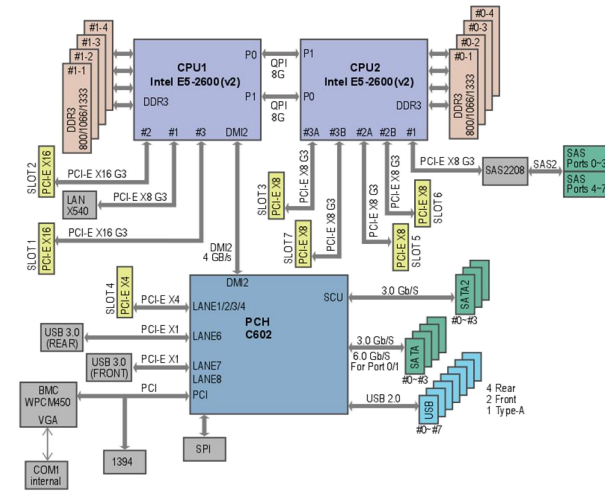 #1-4
#1-3
#1-2
#1-1
DDR3
800/1066/1333
CPU1
Intel E5-2600(v2)
P0
P1
DDR3
#2
#1
#3
DMI2
QPI
8G
QPI
8G
CPU2
Intel E5-2600(v2)
P1
P0
DDR3
#3A
#3B
#2A
#2B
#1
#0-4
#0-3
#0-2
#0-1
DDR3
800/1066/1333
SLOT2
PCI-E X16
PCI-E X16 G3
LAN
X540
PCI-E X8 G3
SLOT1
PCI-E X16
PCI-E X16 G3
DMI2
4 GB/s
PCI-E X8 G3
SLOT 3
PCI-E X8
PCI-E X8 G3
SLOT 7
PCI-E X8
PCI-E X8 G3
PCI-E X8
SLOT 5
PCI-E X8 G3
PCI-E X8
SLOT 6
PCI-E X8 G3
SAS2208
SAS2
SAS
Ports 0~3
SAS
Ports 4~7
SLOT 4
PCI-E X4
PCI-E X4
DMI2
LANE1/2/3/4
PCH
C602
SCU
3.0 Gb/S
SATA2
#0~#3
USB 3.0
(REAR)
PCI-E X1
LANE6
3.0 Gb/S
6.0 Gb/S
For Port 0/1
SATA
#0~#3
USB 3.0
(FRONT)
PCI-E X1
LANE7
LANE8
PCI
PCI
BMC
WPCM450
VGA
USB 2.0
USB
#0~#7
4 Rear
2 Front
1 Type-A
COM1
internal
1394
SPI